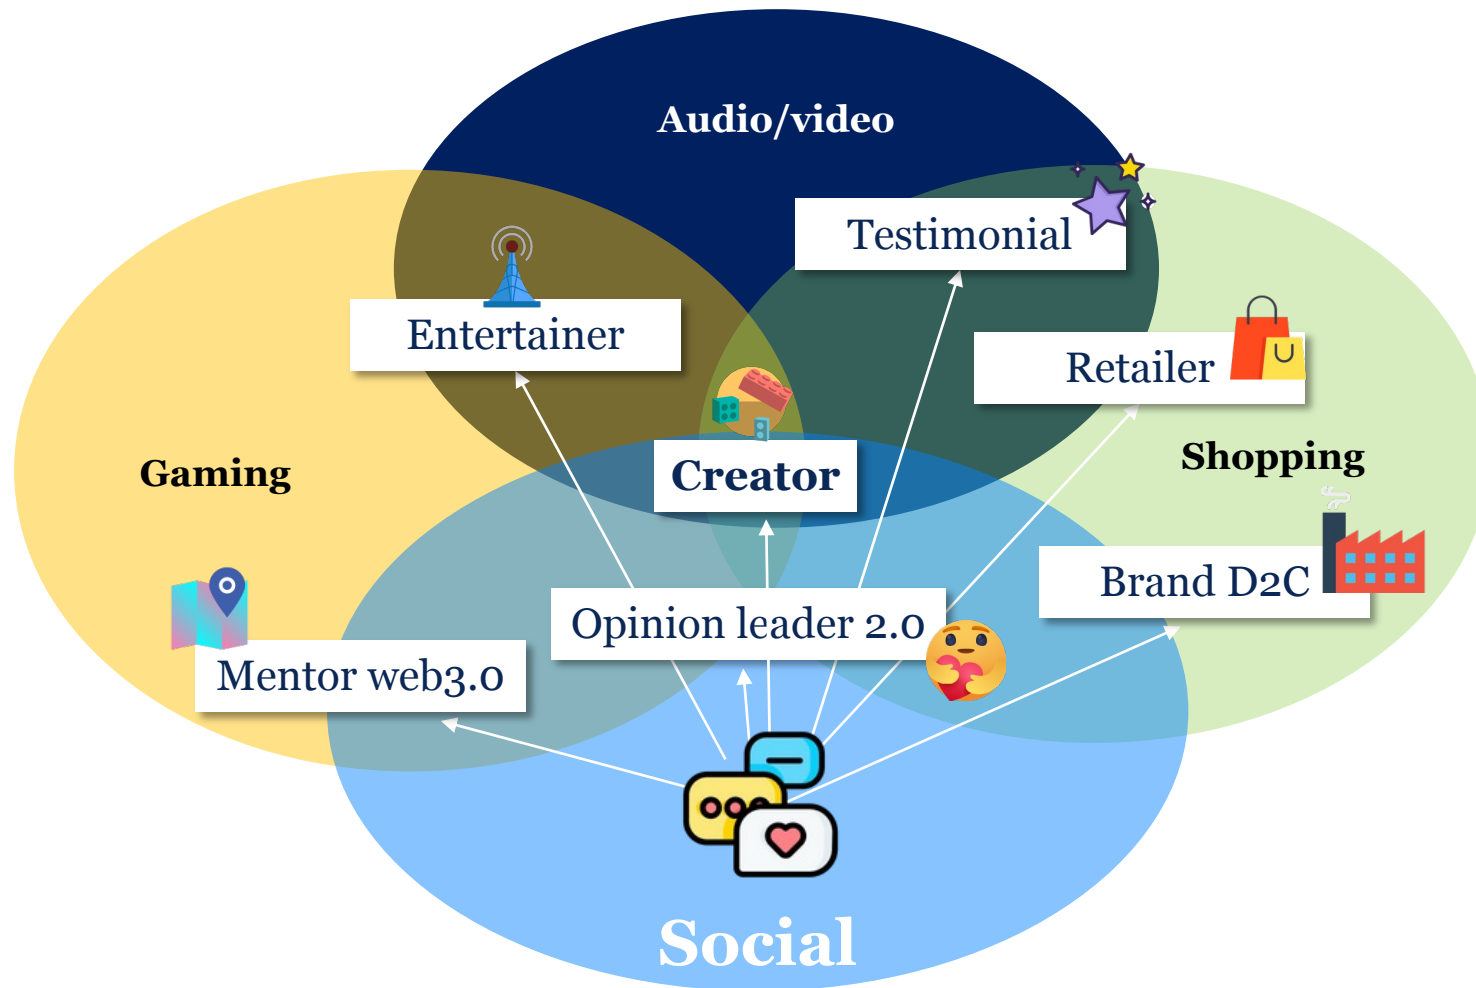 Audio/video
Testimonial
Entertainer
Retailer
Gaming
Creator
Shopping
Brand D2C
Opinion leader 2.0
Mentor web3.0
Social